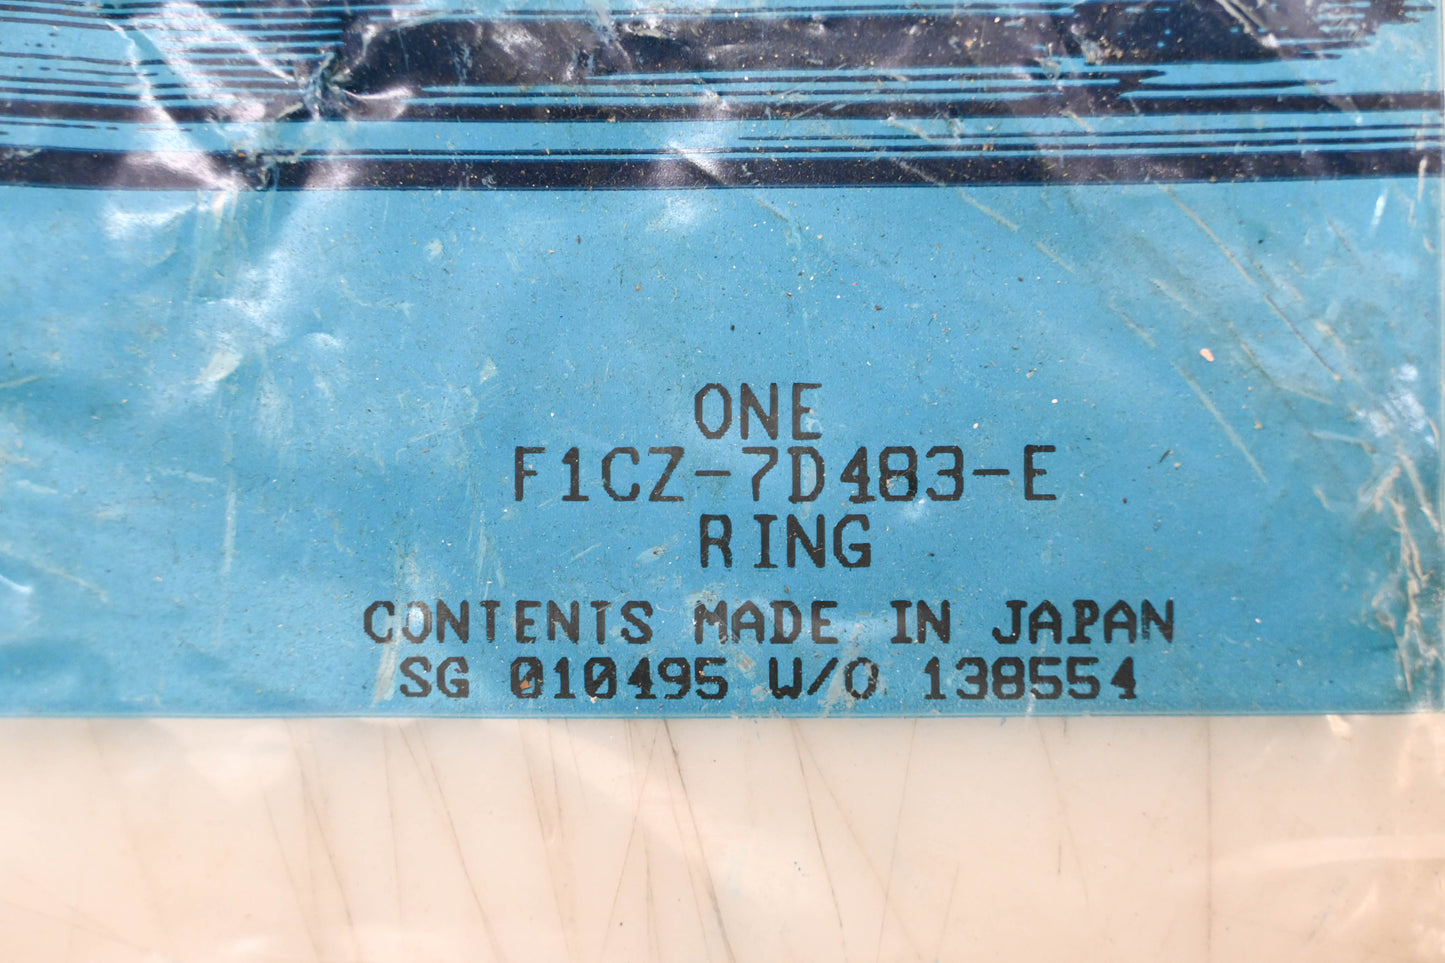 ONE
F1CZ-7D483-E
RING
CONTENTS MADE IN JAPAN
SG 010495 W/O 138554